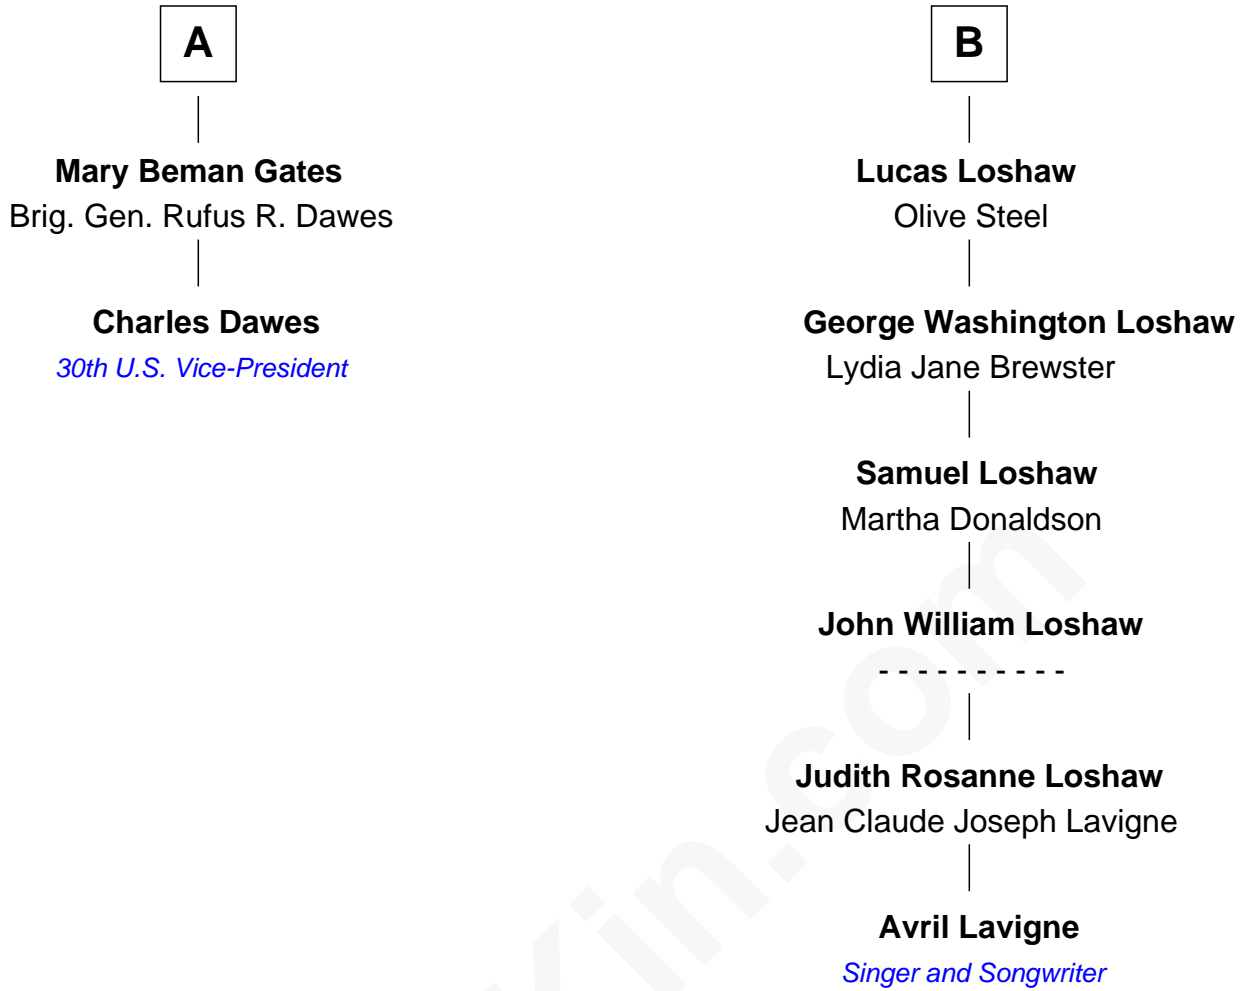 A
Mary Beman Gates
Brig. Gen. Rufus R. Dawes
Charles Dawes
30th U.S. Vice-President
B
Lucas Loshaw
Olive Steel
George Washington Loshaw
Lydia Jane Brewster
Samuel Loshaw
Martha Donaldson
John William Loshaw
- - - - - - - - - -
Judith Rosanne Loshaw
Jean Claude Joseph Lavigne
Avril Lavigne
Singer and Songwriter
Kin.com